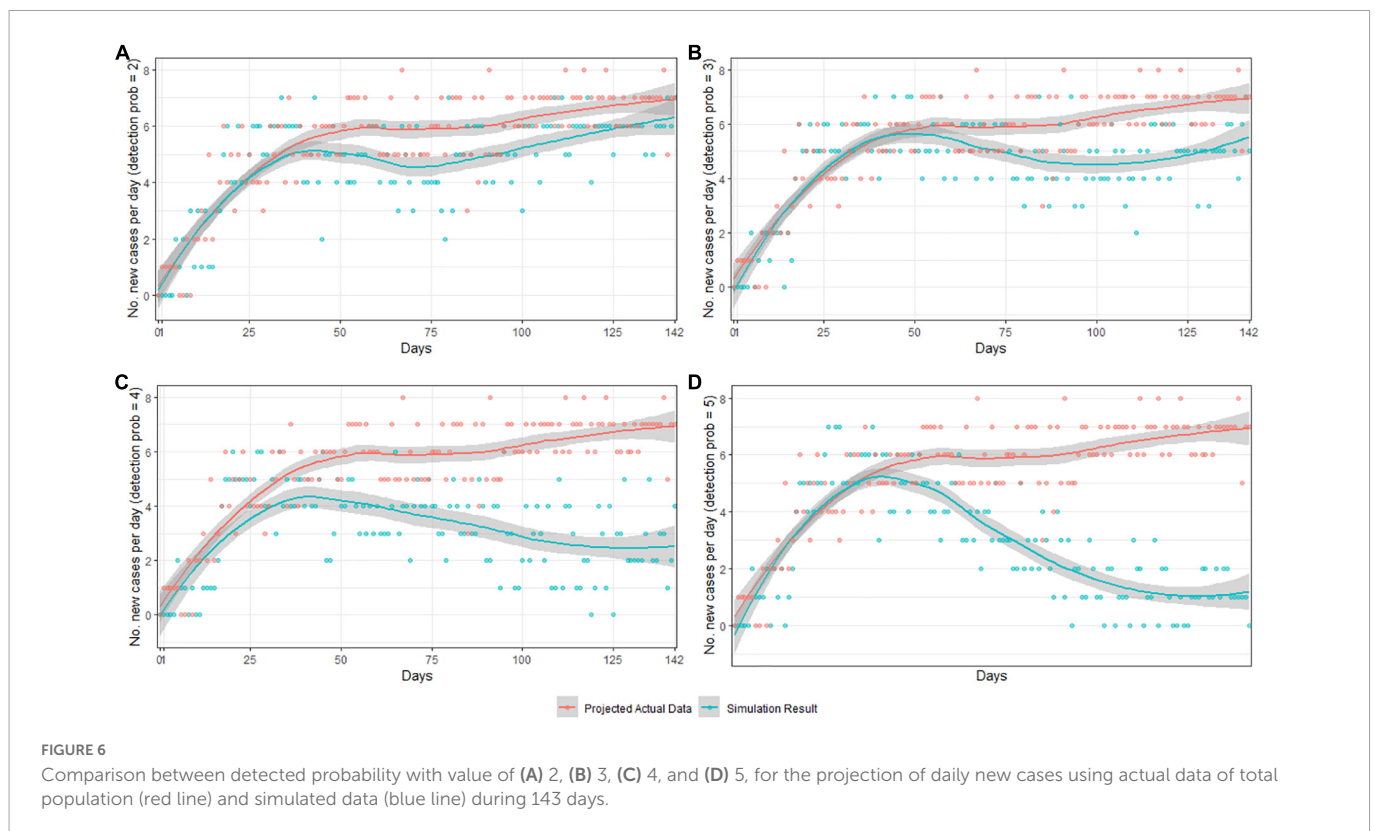 A
No. new cases per day (detection prob = 2)
8
6
4
2
0
01 25 50 75 100 125 142
Days
B
No. new cases per day (detection prob = 3)
8
6
4
2
0
01 25 50 75 100 125 142
Days
C
No. new cases per day (detection prob = 4)
8
6
4
2
0
01 25 50 75 100 125 142
Days
D
No. new cases per day (detection prob = 5)
8
6
4
2
0
Days
Projected Actual Data Simulation Result
FIGURE 6
Comparison between detected probability with value of (A) 2, (B) 3, (C) 4, and (D) 5, for the projection of daily new cases using actual data of total
population (red line) and simulated data (blue line) during 143 days.